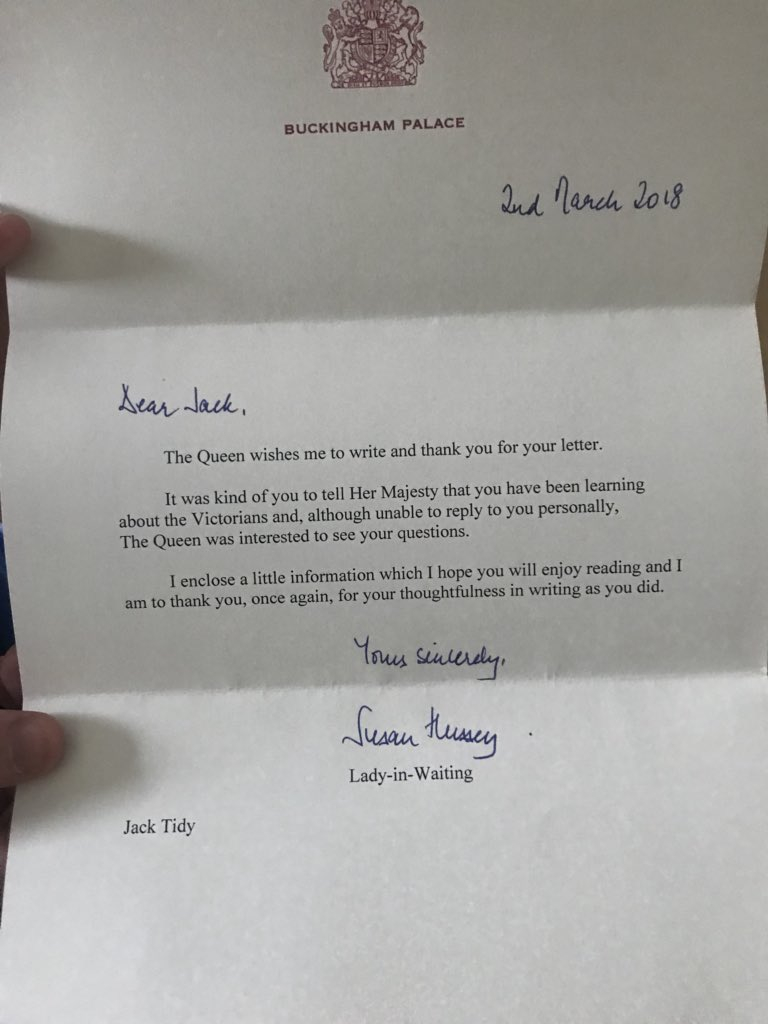 BUCKINGHAM PALACE
2nd March 2018
Dear Jack,
The Queen wishes me to write and thank you for your letter.
It was kind of you to tell Her Majesty that you have been learning
about the Victorians and, although unable to reply to you personally,
The Queen was interested to see your questions.
I enclose a little information which I hope you will enjoy reading and I
am to thank you, once again, for your thoughtfulness in writing as you did.
Yours sincerely,
Susan Hussey
Lady-in-Waiting
Jack Tidy